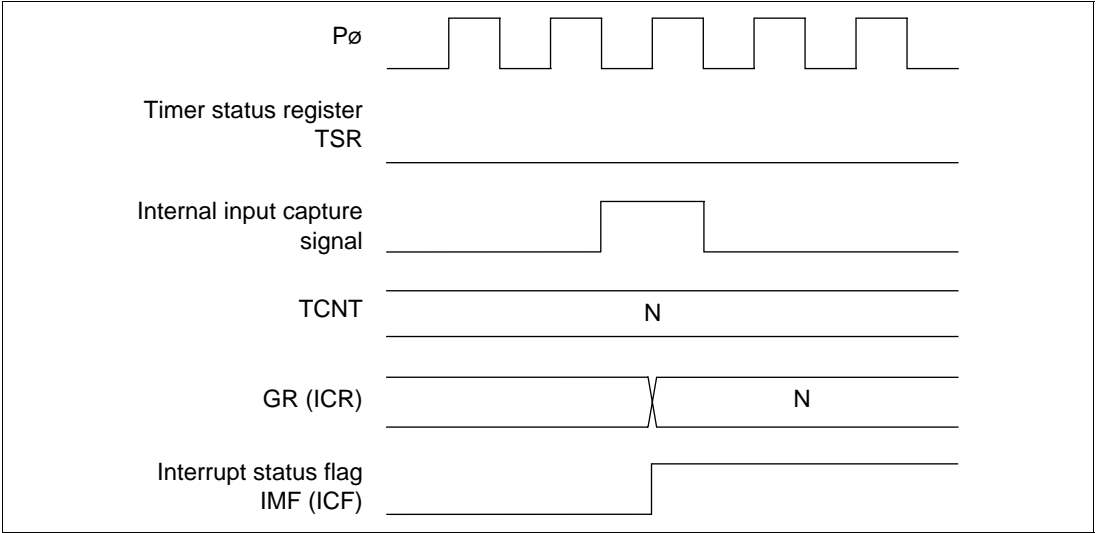 Pø
Timer status register
TSR
Internal input capture
signal
TCNT
N
GR (ICR)
N
Interrupt status flag
IMF (ICF)